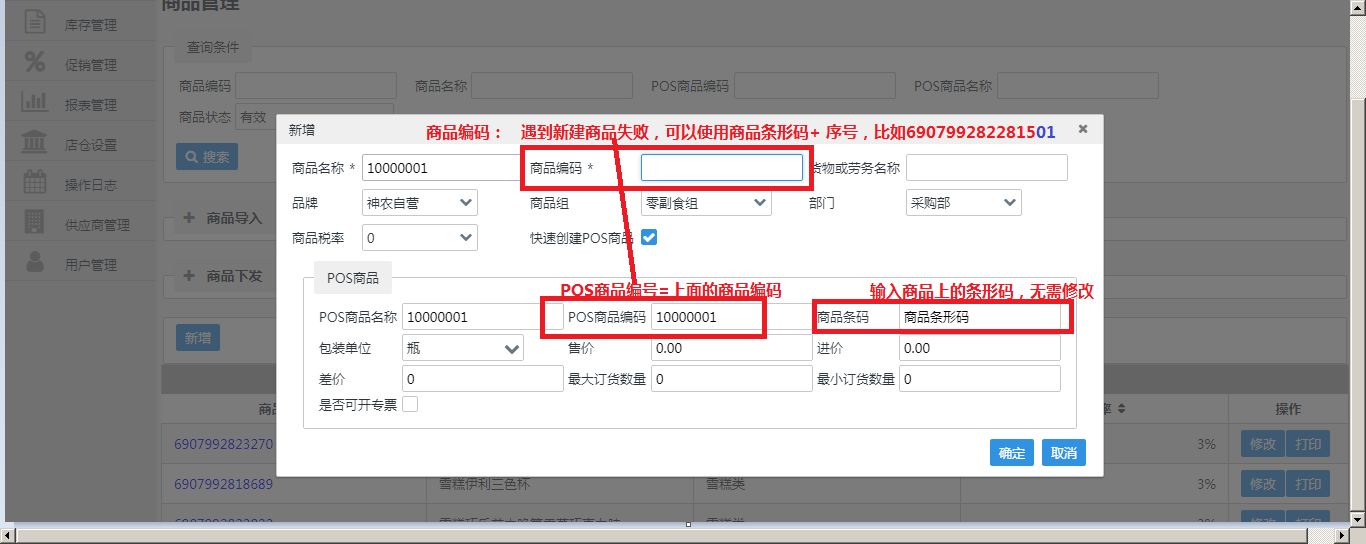 商品管理
库存管理
促销管理
报表管理
店仓设置
操作日志
供应商管理
用户管理
查询条件
商品编码 商品名称 POS商品编码 POS商品名称
商品状态 有效
搜索
商品导入
商品下发
新增
新增
商品编码： 遇到新建商品失败，可以使用商品条形码+ 序号，比如690799282281501
商品名称 * 10000001 商品编码 * 货物或劳务名称
品牌 神农自营 商品组 零副食组 部门 采购部
商品税率 0 快速创建POS商品
POS商品
POS商品编号=上面的商品编码 输入商品上的条形码，无需修改
POS商品名称 10000001 POS商品编码 10000001 商品条码 商品条形码
包装单位 瓶 售价 0.00 进价 0.00
差价 0 最大订货数量 0 最小订货数量 0
是否可开专票
确定 取消
商 率 操作
6907992823270 3% 修改 打印
6907992818689 雪糕伊利三色杯 雪糕类 3% 修改 打印